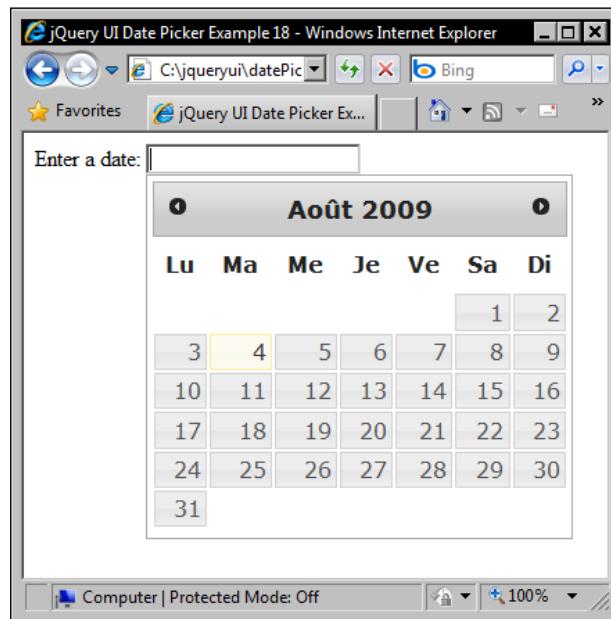 jQuery UI Date Picker Example 18 - Windows Internet Explorer
C:\jqueryui\datePic
Bing
Favorites
jQuery UI Date Picker Ex...
»
Enter a date:
Août 2009
Lu Ma Me Je Ve Sa Di
1 2
3 4 5 6 7 8 9
10 11 12 13 14 15 16
17 18 19 20 21 22 23
24 25 26 27 28 29 30
31
Computer | Protected Mode: Off
100%